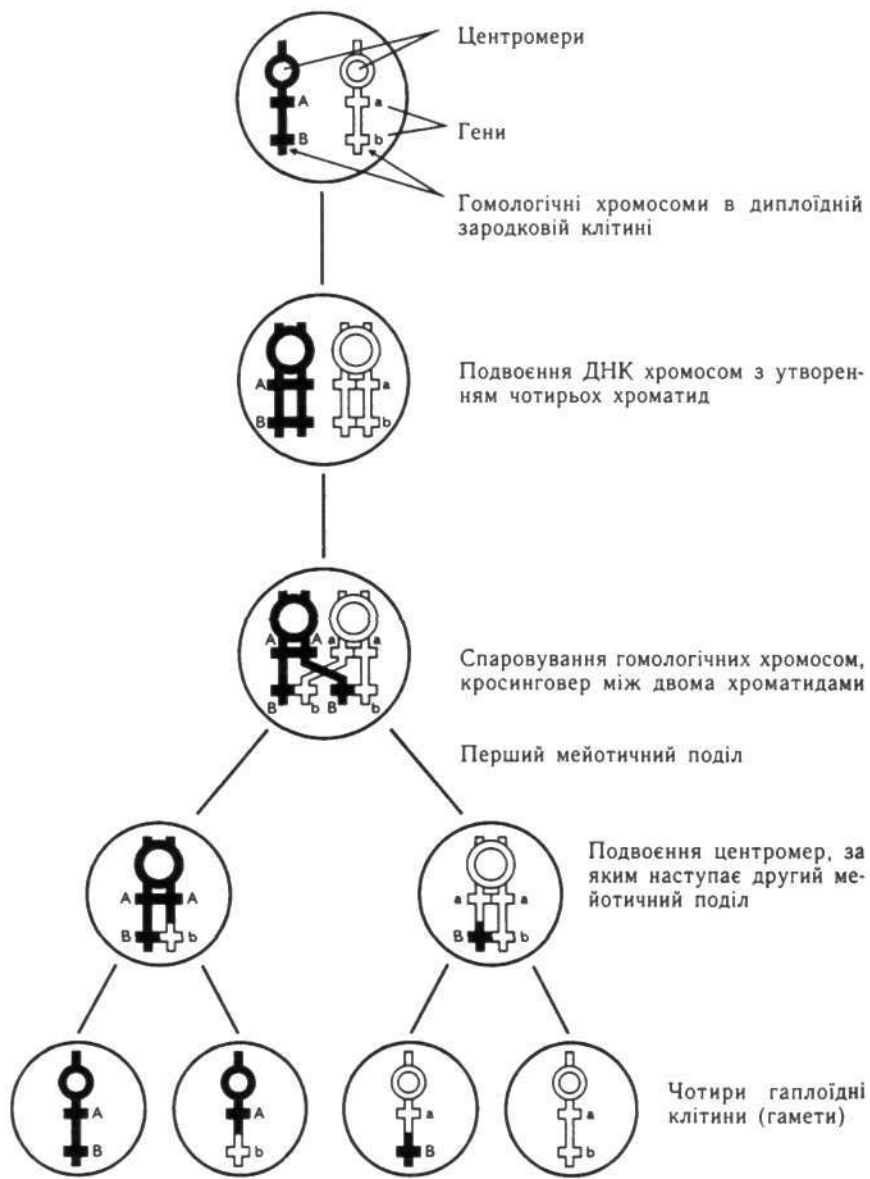 Центромери
A a
Гени
B b
Гомологічні хромосоми в диплоїдній
зародковій клітині
Подвоєння ДНК хромосом з утворен-
A a
ням чотирьох хроматид
B b
A A a a
Спаровування гомологічних хромосом,
кросинговер між двома хроматидами
B b B b
Перший мейотичний поділ
Подвоєння центромер, за
яким наступає другий ме-
йотичний поділ
A A a a
B b B b
Чотири гаплоїдні
клітини (гамети)
A A a a
B b B b